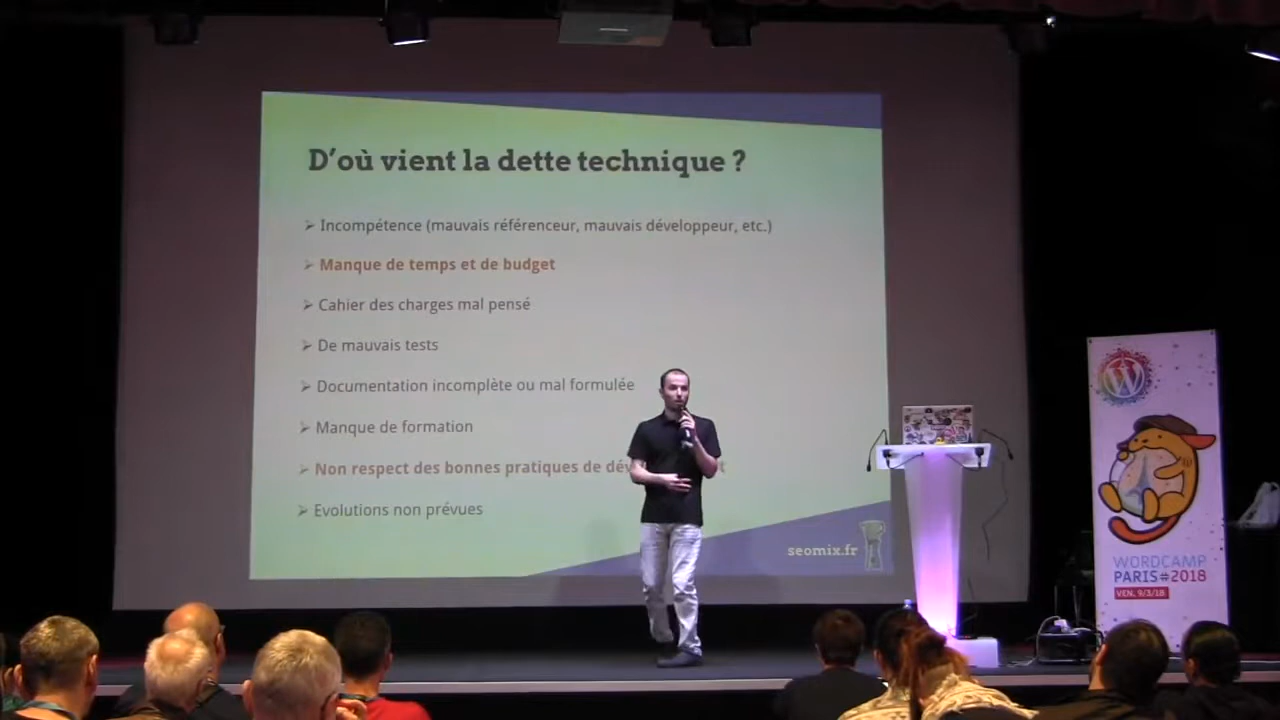 D'où vient la dette technique ?
➢ Incompétence (mauvais référenceur, mauvais développeur, etc.)
➢ Manque de temps et de budget
➢ Cahier des charges mal pensé
➢ De mauvais tests
➢ Documentation incomplète ou mal formulée
➢ Manque de formation
➢ Non respect des bonnes pratiques de
➢ Evolutions non prévues
seomix.fr
WORDCAMP
PARIS#2018
VEN. 9/3/18